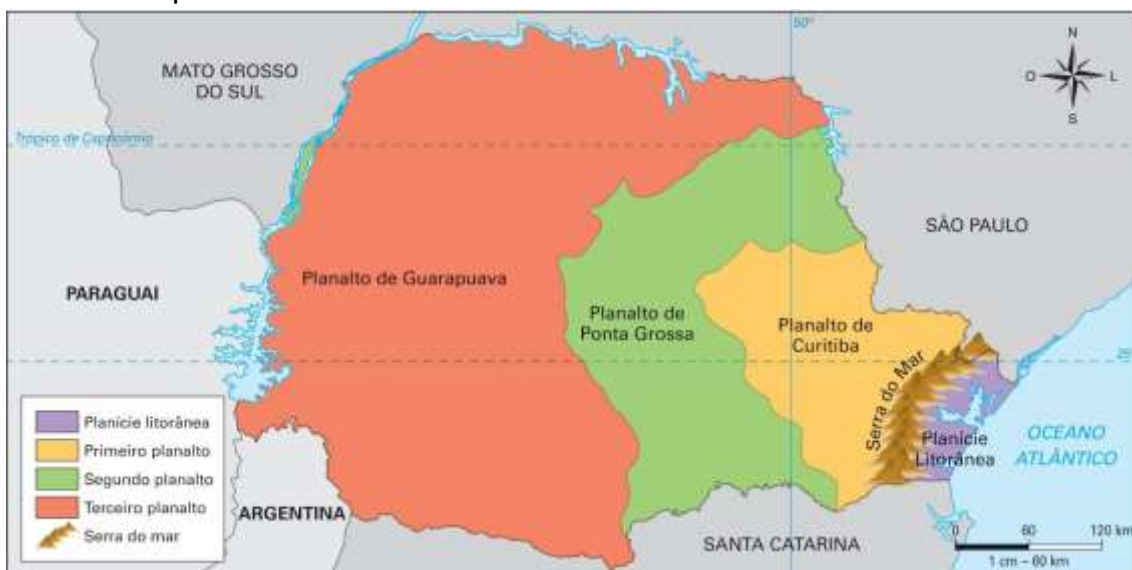 MATO GROSSO
DO SUL
50°
N
O
L
S
Trópico de Capricórnio
SÃO PAULO
Planalto de Guarapuava
PARAGUAI
Planalto de
Ponta Grossa
Planalto de
Curitiba
25°
Serra do Mar
Planície
Litorânea
OCEANO
ATLÂNTICO
Planície litorânea
Primeiro planalto
Segundo planalto
Terceiro planalto
Serra do mar
ARGENTINA
SANTA CATARINA
0 60 120 km
1 cm – 60 km